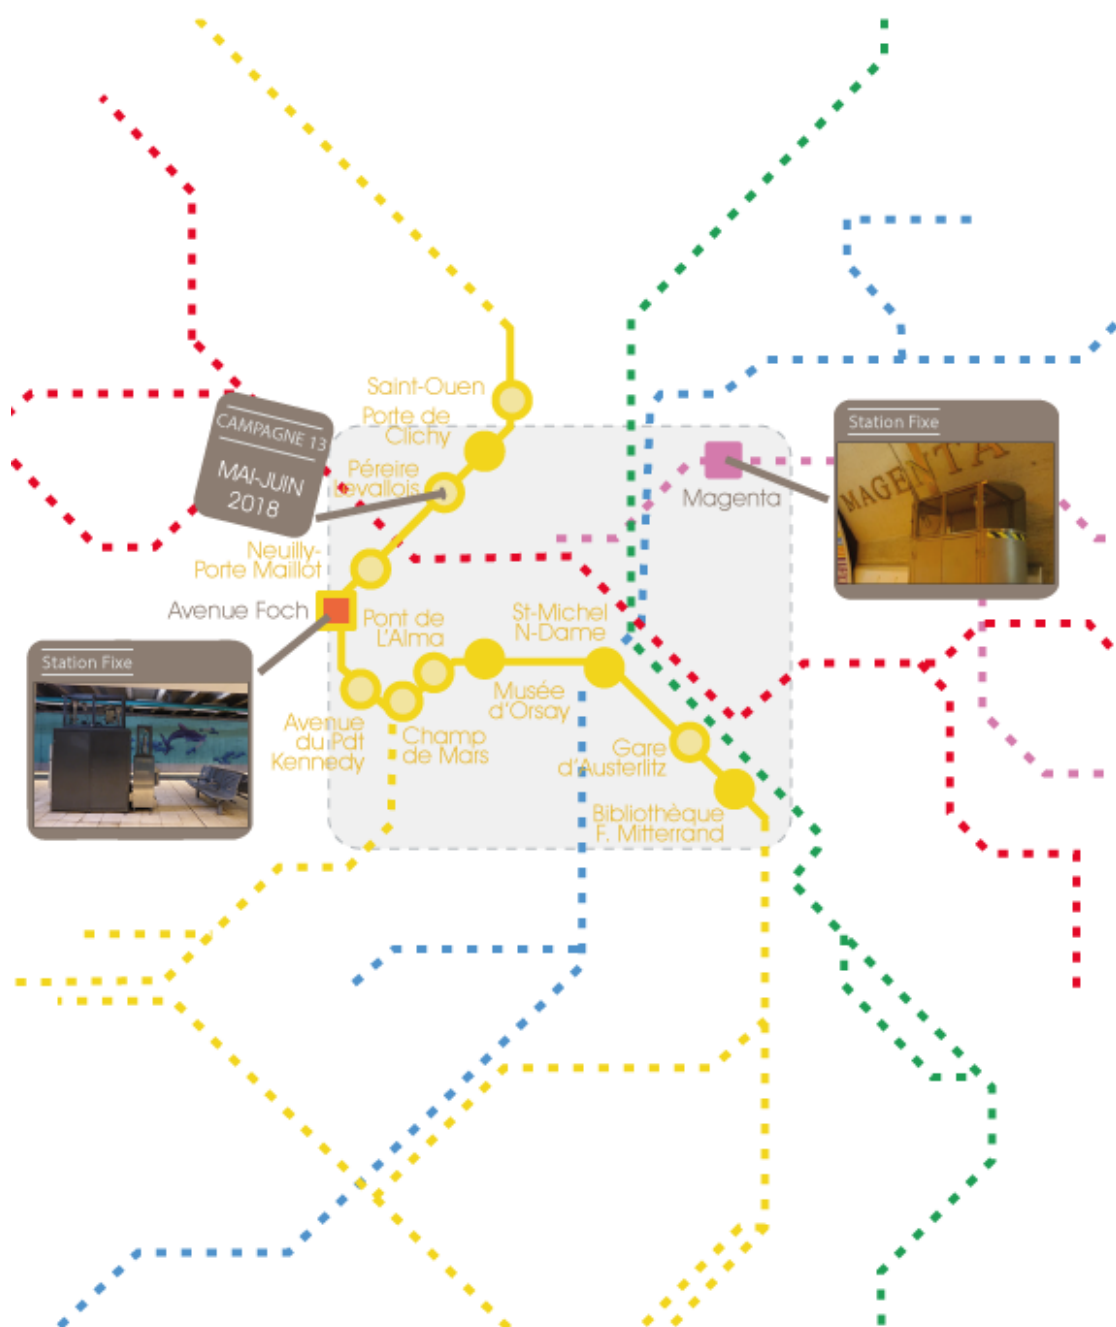 Saint-Ouen
Porte de
Clichy
CAMPAGNE 13
MAI-JUIN
2018
Péreire
Levallois
Station Fixe
MAGENTA
Magenta
Neuilly-
Porte Maillot
Avenue Foch
Pont de
L'Alma
St-Michel
N-Dame
Station Fixe
Musée
d'Orsay
Avenue
du Pdt
Kennedy
Champ
de Mars
Gare
d'Austerlitz
Bibliothèque
F. Mitterrand